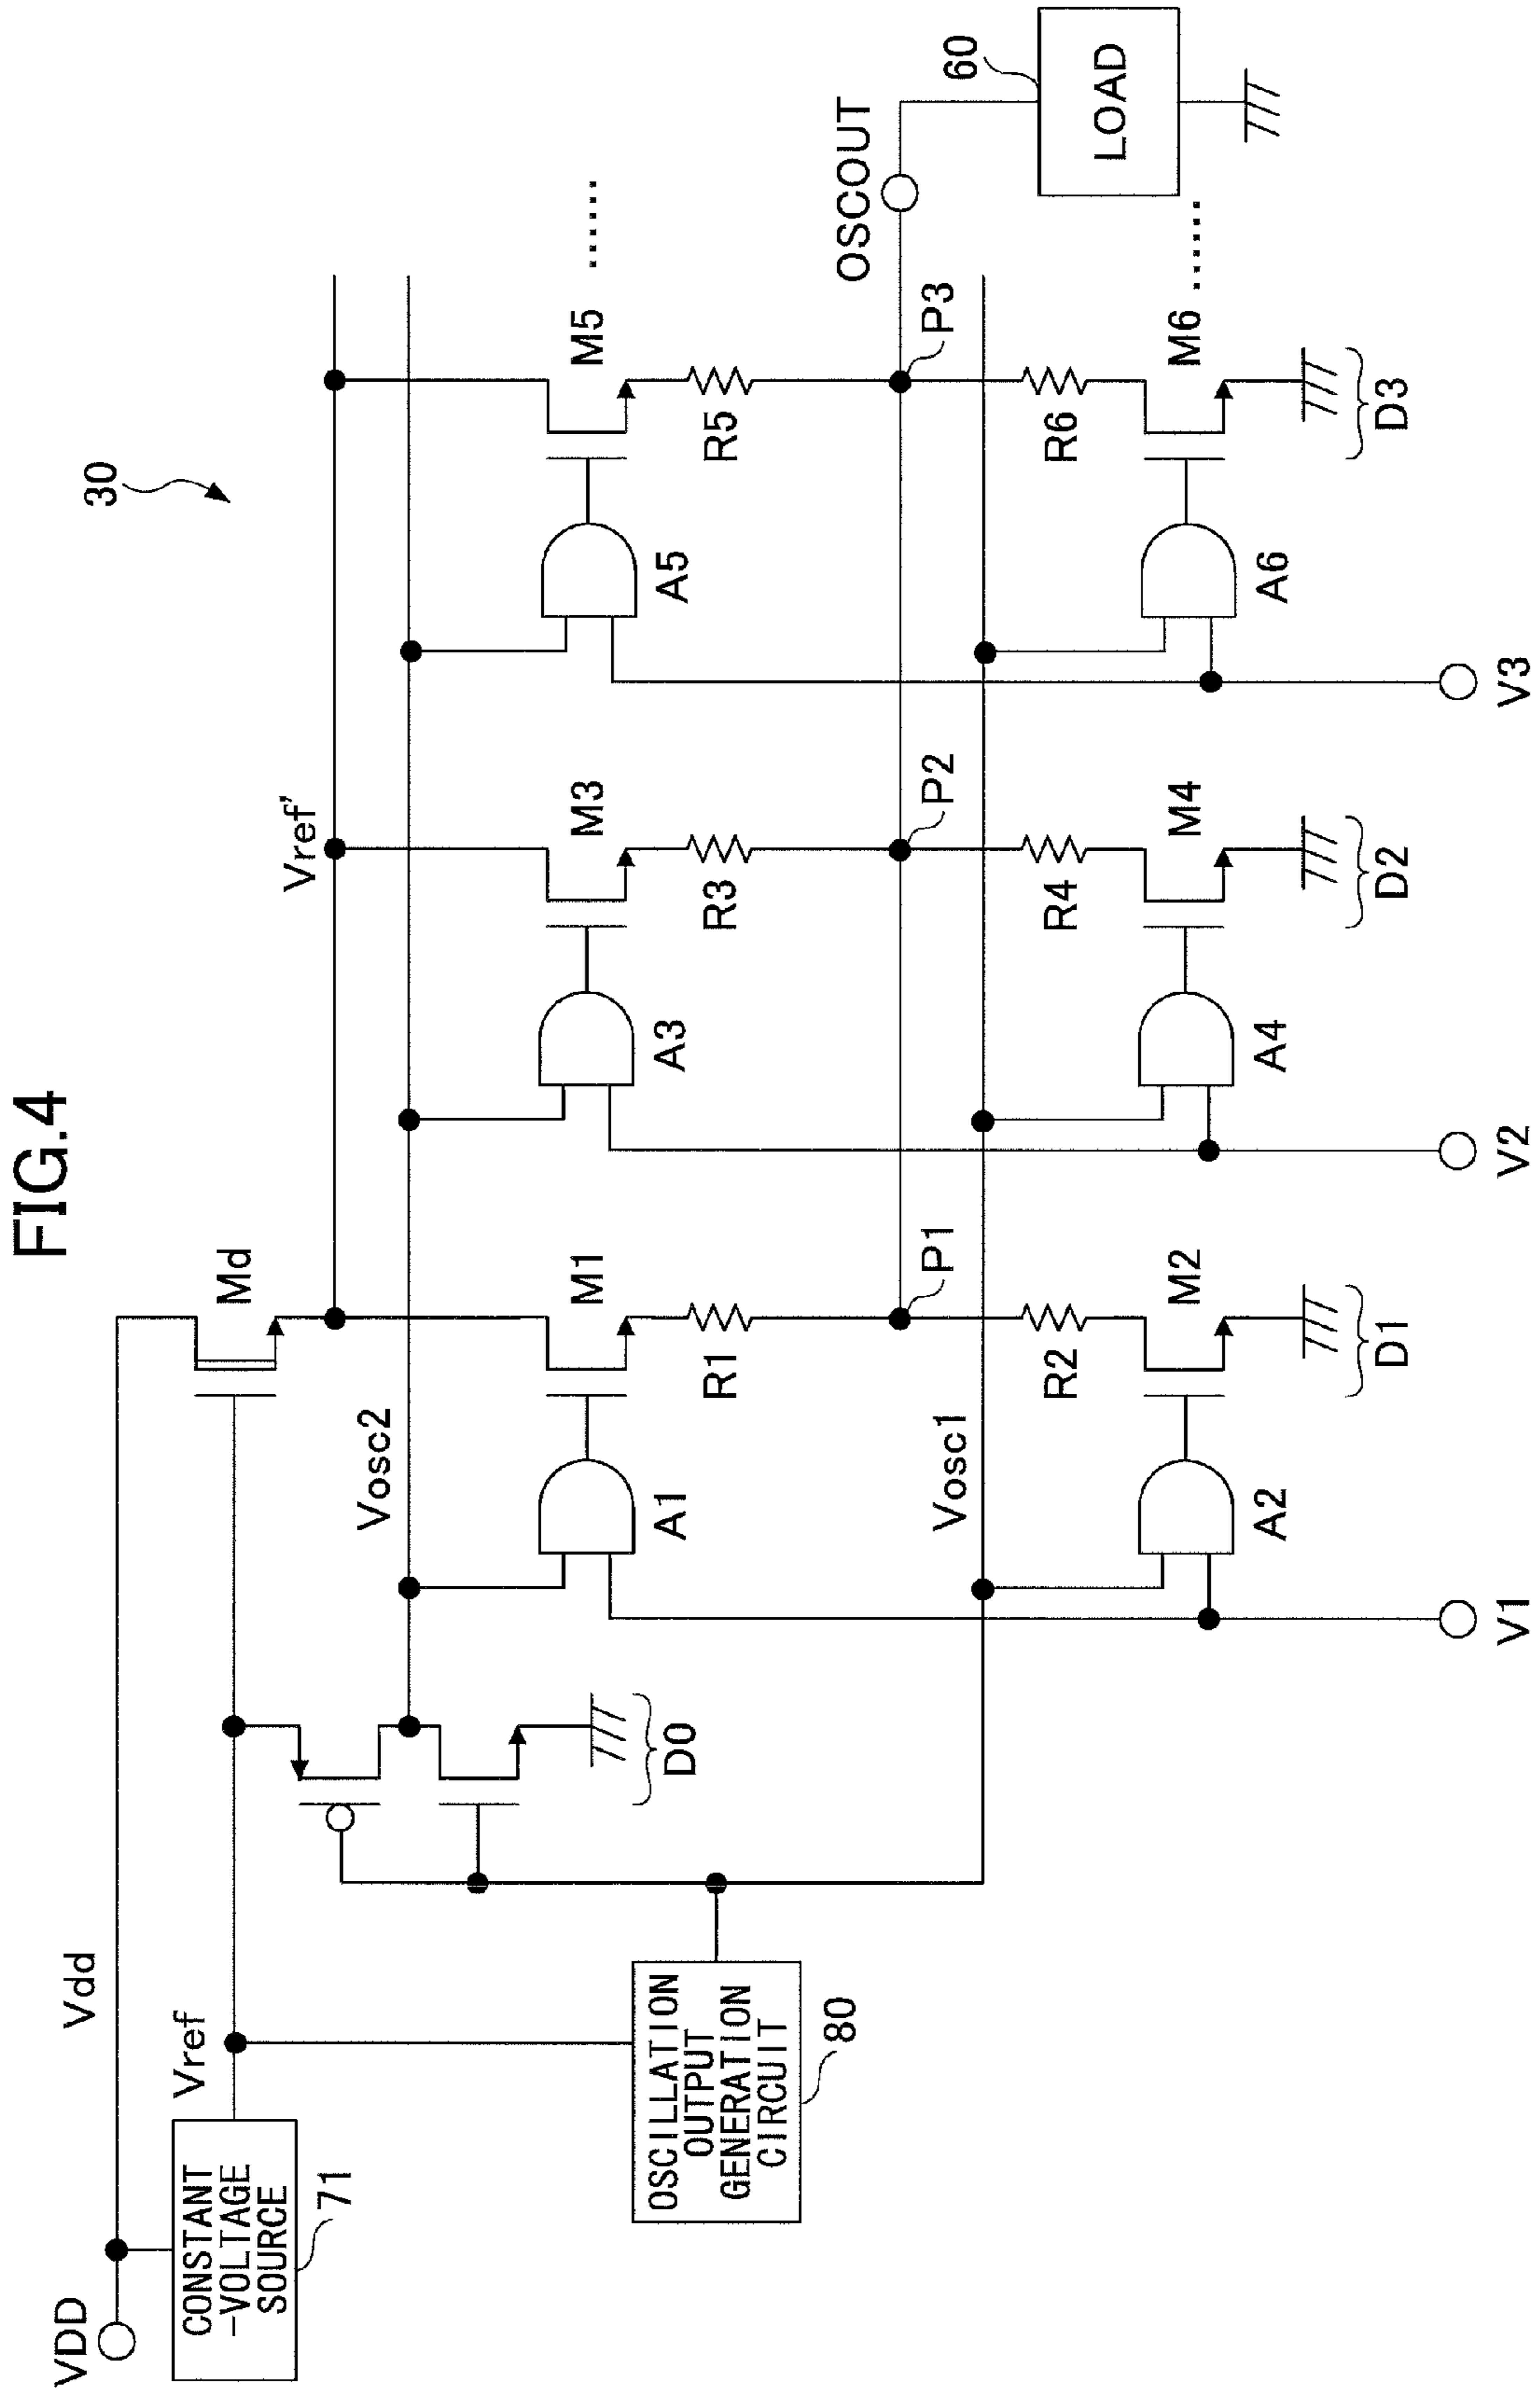 FIG.4
30
VDD
Vdd
Md
Vref'
Vref
CONSTANT
-VOLTAGE
SOURCE
71
Vosc2
M1
M3
M5
......
A1
A3
A5
D0
R1
R3
R5
OSCILLATION
OUTPUT
GENERATION
CIRCUIT
80
P1
P2
P3
OSCOUT
60
LOAD
Vosc1
R2
R4
R6
M2
M4
M6
......
A2
A4
A6
D1
D2
D3
V1
V2
V3